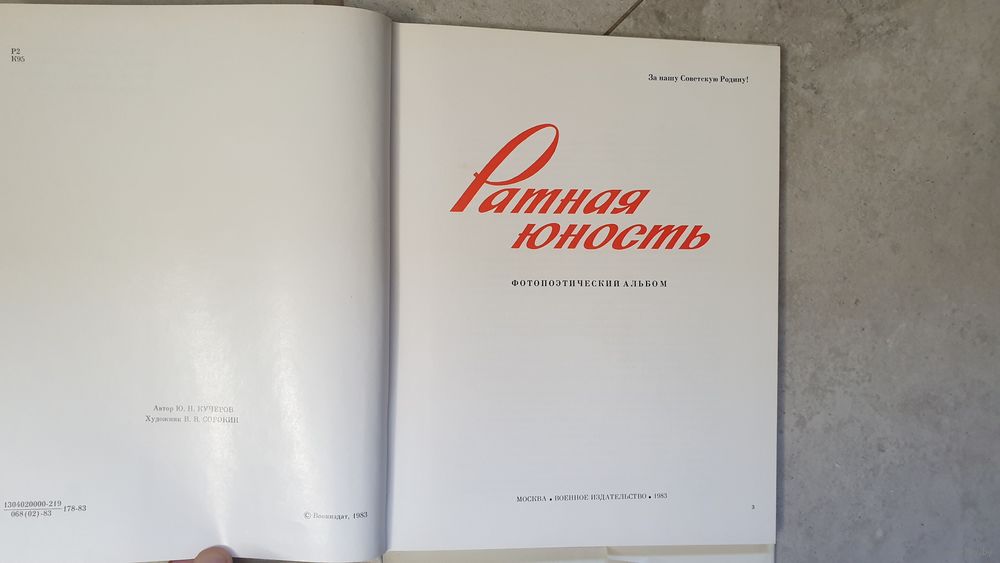 Р2
К95
Автор Ю. Н. КУЧЕРОВ
Художник В. В. СОРОКИН
1304020000-219
068(02)-83
178-83
© Воениздат, 1983
За нашу Советскую Родину!
Ратная
юность
ФОТОПОЭТИЧЕСКИЙ АЛЬБОМ
МОСКВА • ВОЕННОЕ ИЗДАТЕЛЬСТВО • 1983
3